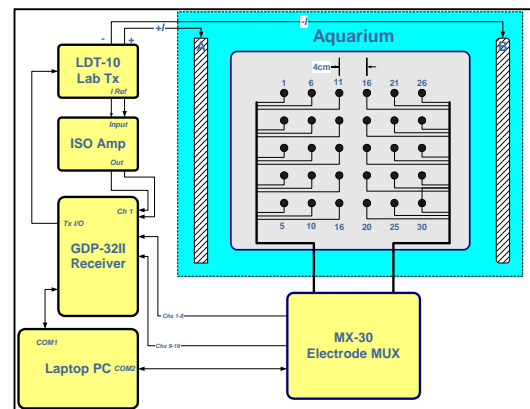 -I
+I
- +
LDT-10
Lab Tx
I Ref
Input
ISO Amp
Out
Ch 1
Tx I/O
GDP-32II
Receiver
COM1
Laptop PC
COM2
Aquarium
A
B
4cm
1 6 11 16 21 26
5 10 16 20 25 30
Chs 1-8
Chs 9-16
MX-30
Electrode MUX